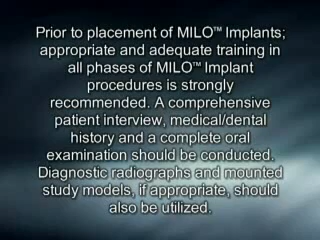 Prior to placement of MILO™ Implants;
appropriate and adequate training in
all phases of MILO™ Implant
procedures is strongly
recommended. A comprehensive
patient interview, medical/dental
history and a complete oral
examination should be conducted.
Diagnostic radiographs and mounted
study models, if appropriate, should
also be utilized.